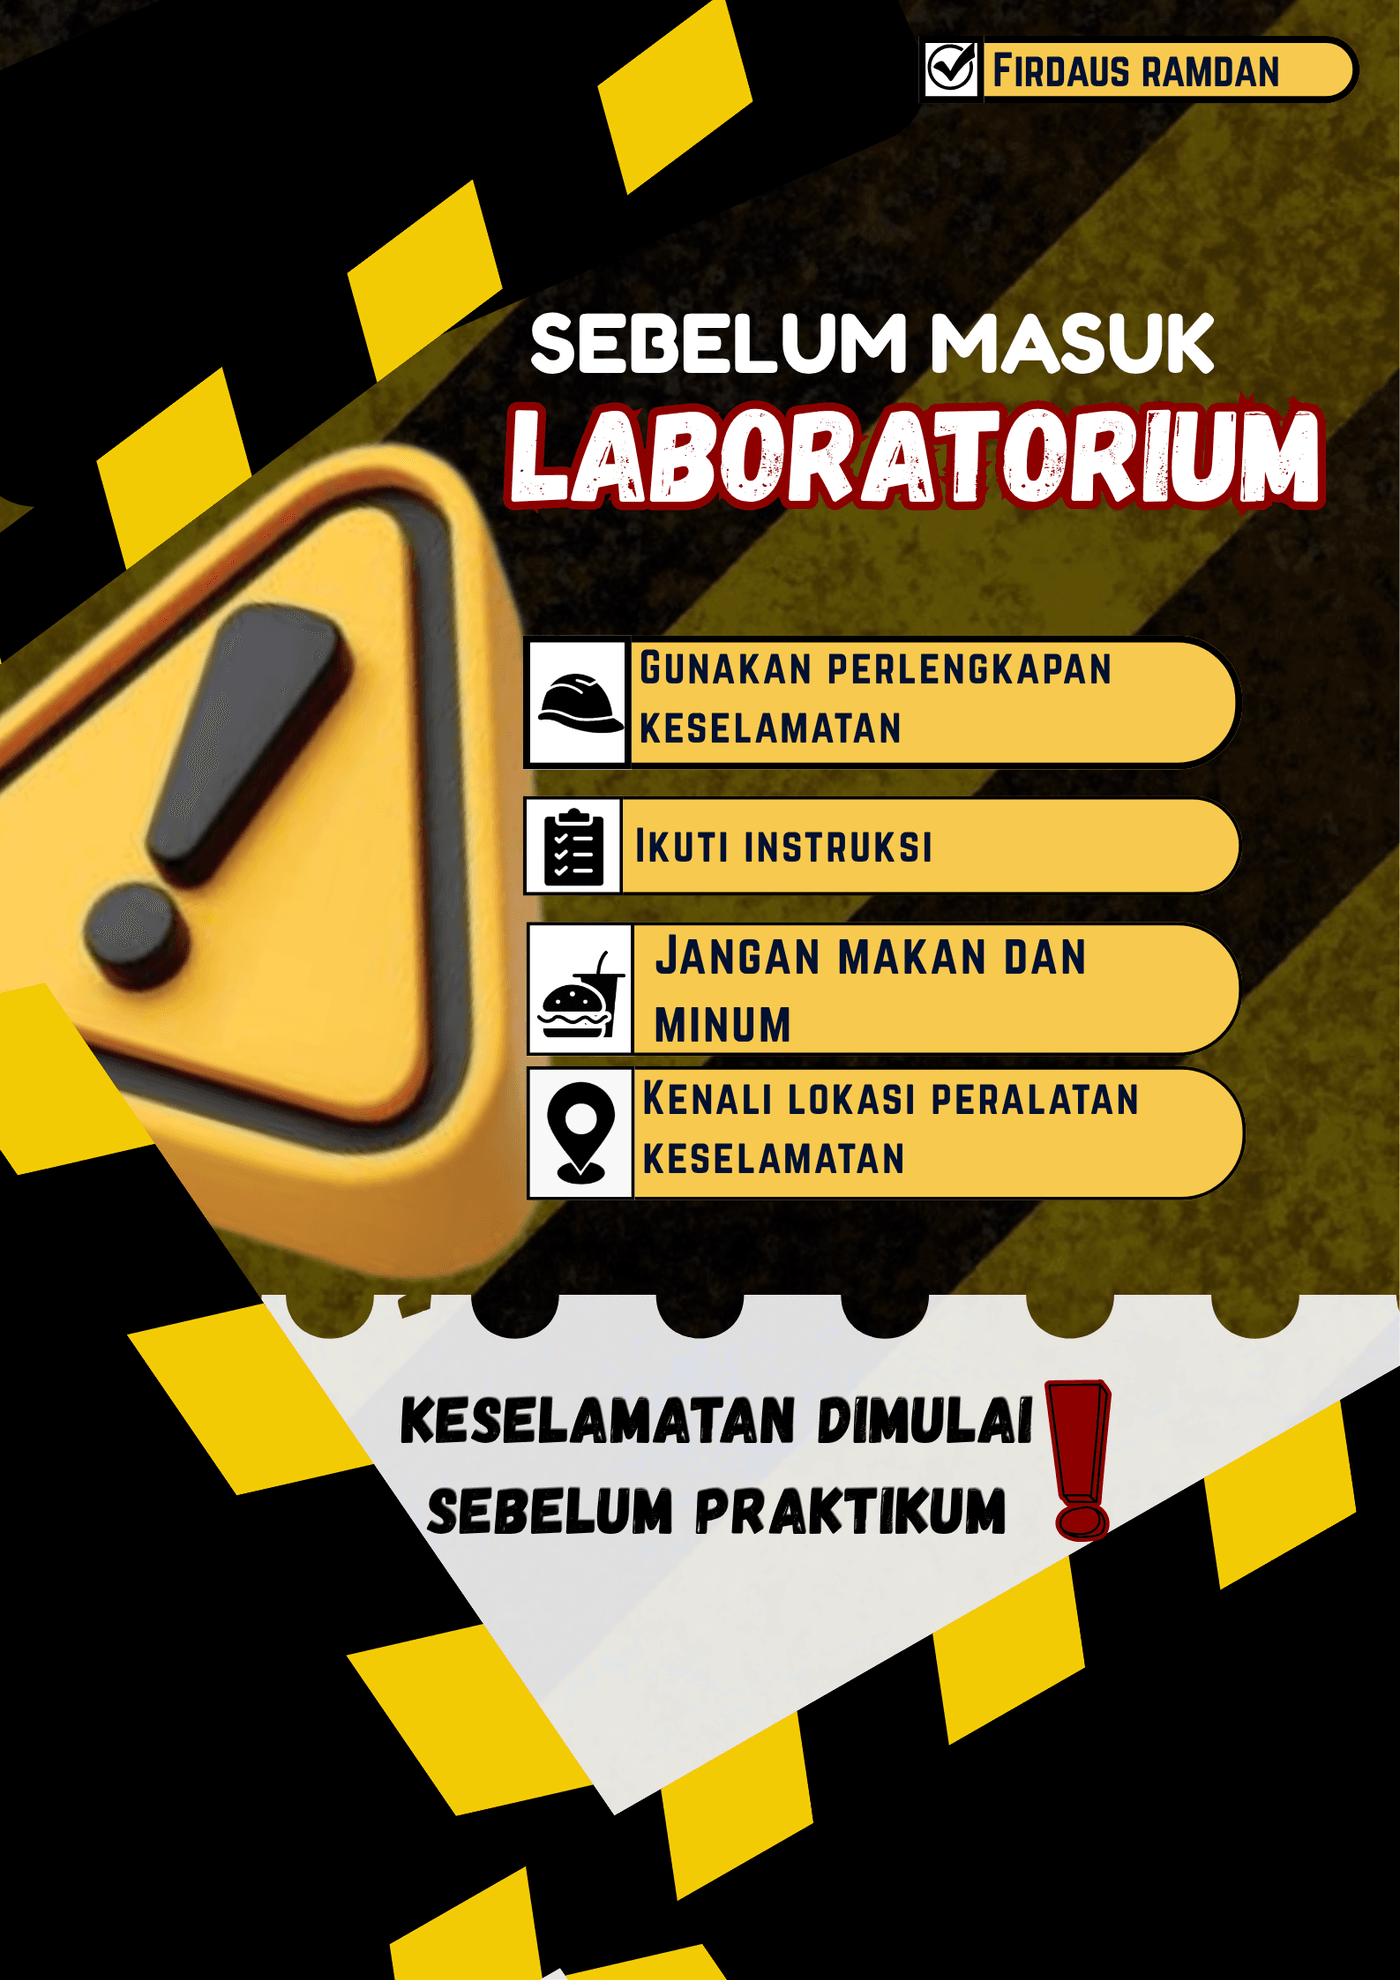 FIRDAUS RAMDAN
SEBELUM MASUK
LABORATORIUM
GUNAKAN PERLENGKAPAN
KESELAMATAN
IKUTI INSTRUKSI
JANGAN MAKAN DAN
MINUM
KENALI LOKASI PERALATAN
KESELAMATAN
KESELAMATAN DIMULAI
SEBELUM PRAKTIKUM!